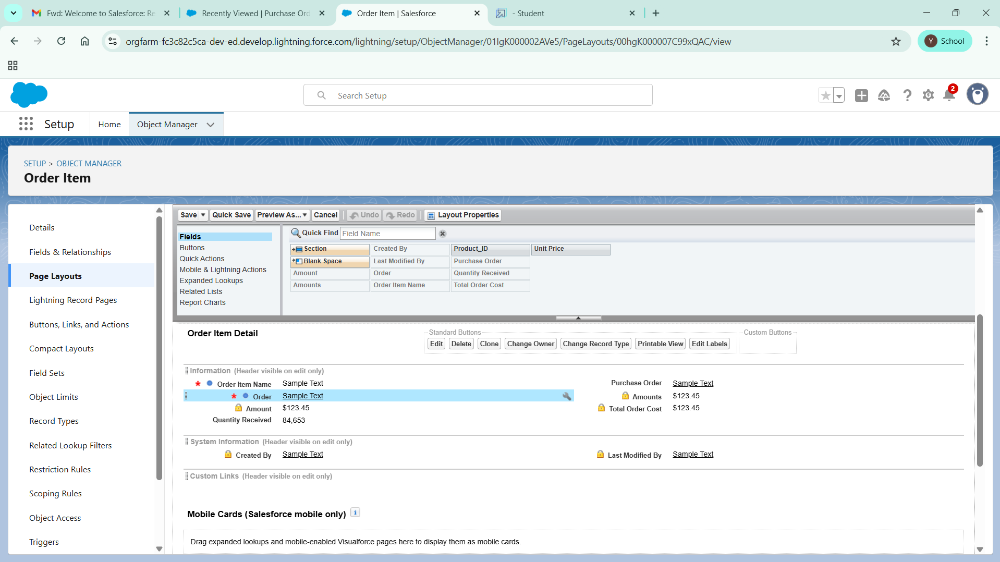 Fwd: Welcome to Salesforce: Re
Recently Viewed | Purchase Ord
Order Item | Salesforce
- Student
orgfarm-fc3c82c5ca-dev-ed.develop.lightning.force.com/lightning/setup/ObjectManager/01IgK000002AVe5/PageLayouts/00hgK000007C99xQAC/view
Y School
Search Setup
2
Setup
Home
Object Manager
SETUP > OBJECT MANAGER
Order Item
Details
Fields & Relationships
Page Layouts
Lightning Record Pages
Buttons, Links, and Actions
Compact Layouts
Field Sets
Object Limits
Record Types
Related Lookup Filters
Restriction Rules
Scoping Rules
Object Access
Triggers
Save Quick Save Preview As... Cancel Undo Redo Layout Properties
Fields
Buttons
Quick Actions
Mobile & Lightning Actions
Expanded Lookups
Related Lists
Report Charts
Quick Find Field Name
Section Created By Product_ID Unit Price
Blank Space Last Modified By Purchase Order
Amount Order Quantity Received
Amounts Order Item Name Total Order Cost
Order Item Detail
Standard Buttons
Edit Delete Clone Change Owner Change Record Type Printable View Edit Labels
Custom Buttons
Information (Header visible on edit only)
* Order Item Name Sample Text
Purchase Order Sample Text
* Order Sample Text
Amounts $123.45
Amount $123.45
Total Order Cost $123.45
Quantity Received 84,653
System Information (Header visible on edit only)
Created By Sample Text
Last Modified By Sample Text
Custom Links (Header visible on edit only)
Mobile Cards (Salesforce mobile only) i
Drag expanded lookups and mobile-enabled Visualforce pages here to display them as mobile cards.